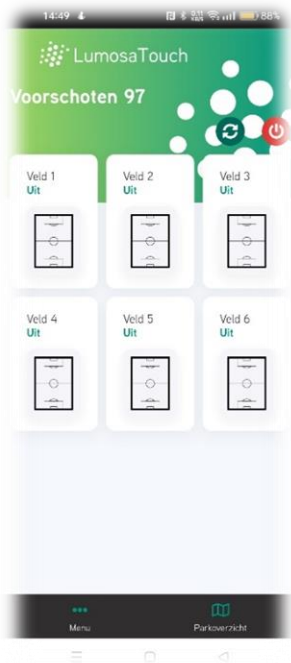 14:49
88%
LumosaTouch
Voorschoten 97
Veld 1
Uit
Veld 2
Uit
Veld 3
Uit
Veld 4
Uit
Veld 5
Uit
Veld 6
Uit
Menu
Parkoverzicht